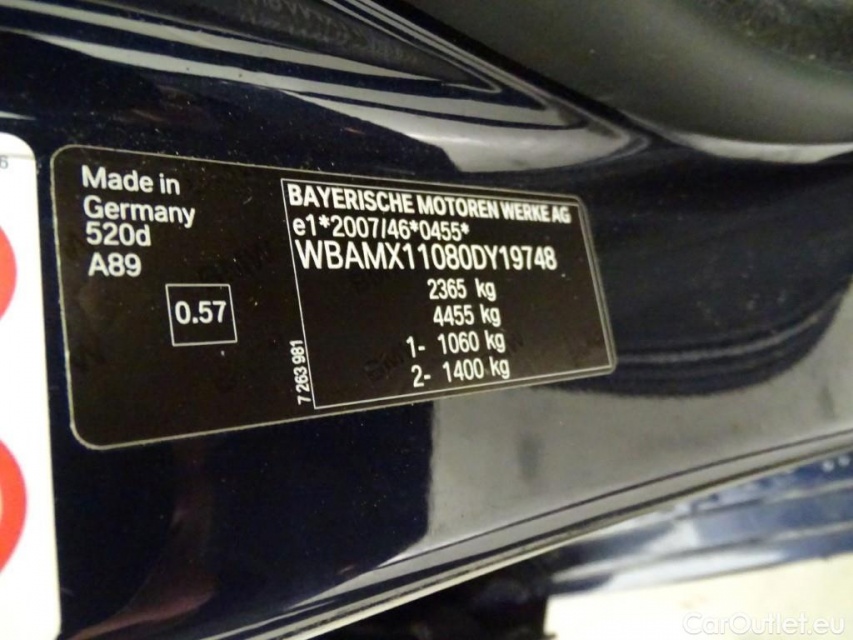 Made in
Germany
520d
A89
0.57
7 263 981
BAYERISCHE MOTOREN WERKE AG
e1*2007/46*0455*
WBAMX11080DY19748
2365 kg
4455 kg
1- 1060 kg
2- 1400 kg
6
CarOutlet.eu